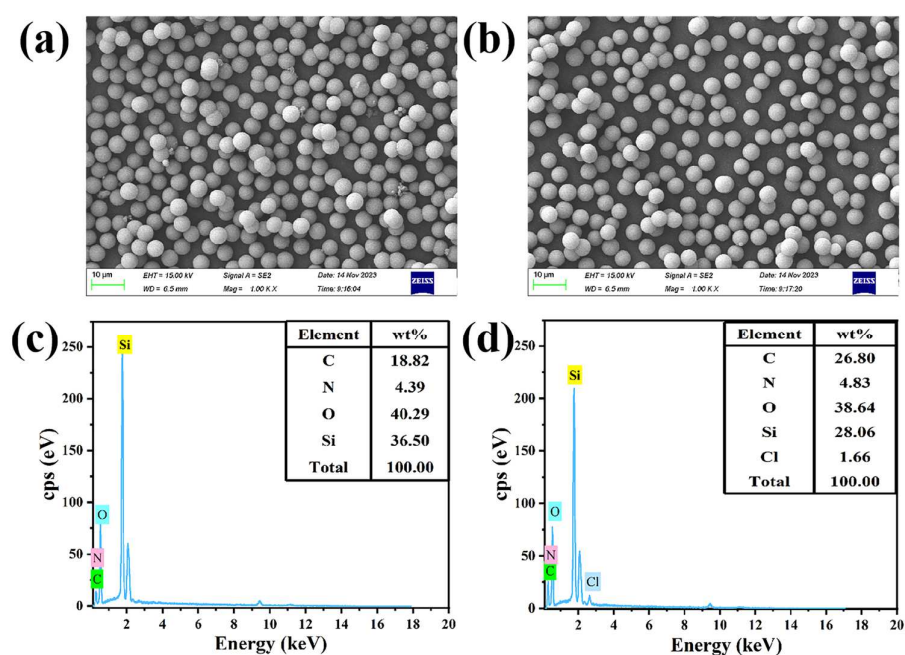 (a)
10 µm
EHT = 15.00 kV
Signal A = SE2
Date: 14 Nov 2023
WD = 6.5 mm
Mag = 1.00 K X
Time: 9:16:04
ZEISS
(b)
10 µm
EHT = 15.00 kV
Signal A = SE2
Date: 14 Nov 2023
WD = 6.5 mm
Mag = 1.00 K X
Time: 9:17:20
ZEISS
(c)
Element wt%
C 18.82
N 4.39
O 40.29
Si 36.50
Total 100.00
Si
O
N
C
250
200
150
100
50
0
cps (eV)
2 4 6 8 10 12 14 16 18 20
Energy (keV)
(d)
Element wt%
C 26.80
N 4.83
O 38.64
Si 28.06
Cl 1.66
Total 100.00
Si
O
N
C
Cl
250
200
150
100
50
0
cps (eV)
2 4 6 8 10 12 14 16 18 20
Energy (keV)